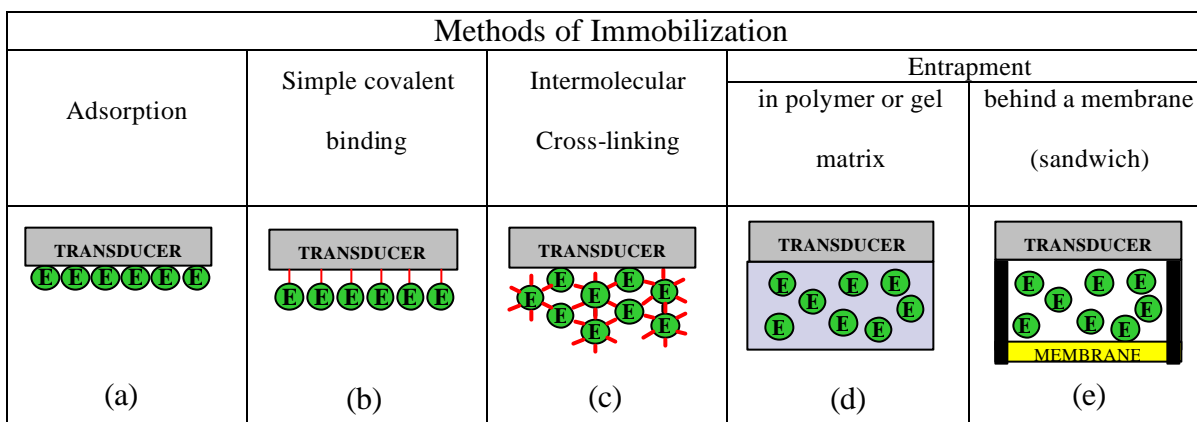 Methods of Immobilization
Adsorption
Simple covalent
binding
Intermolecular
Cross-linking
Entrapment
in polymer or gel
matrix
behind a membrane
(sandwich)
TRANSDUCER
E E E E E E
(a)
TRANSDUCER
E E E E E E
(b)
TRANSDUCER
E E
E E E
E E
E E
(c)
TRANSDUCER
E E E
E E
E E E
(d)
TRANSDUCER
E E E
E E
E E E
MEMBRANE
(e)